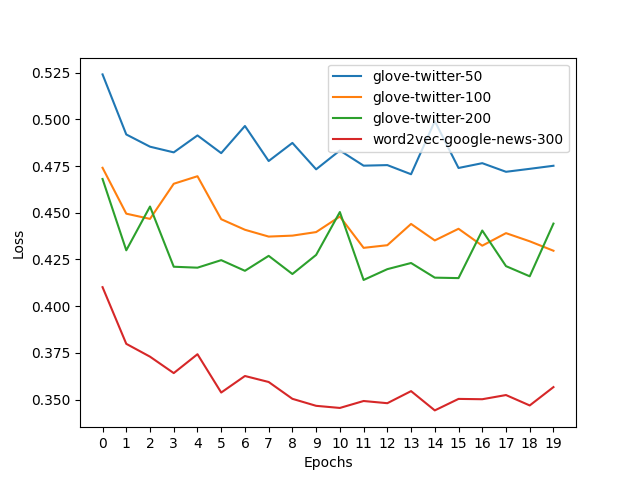 glove-twitter-50
glove-twitter-100
glove-twitter-200
word2vec-google-news-300
0.525
0.500
0.475
0.450
0.425
0.400
0.375
0.350
Loss
0 1 2 3 4 5 6 7 8 9 10 11 12 13 14 15 16 17 18 19
Epochs